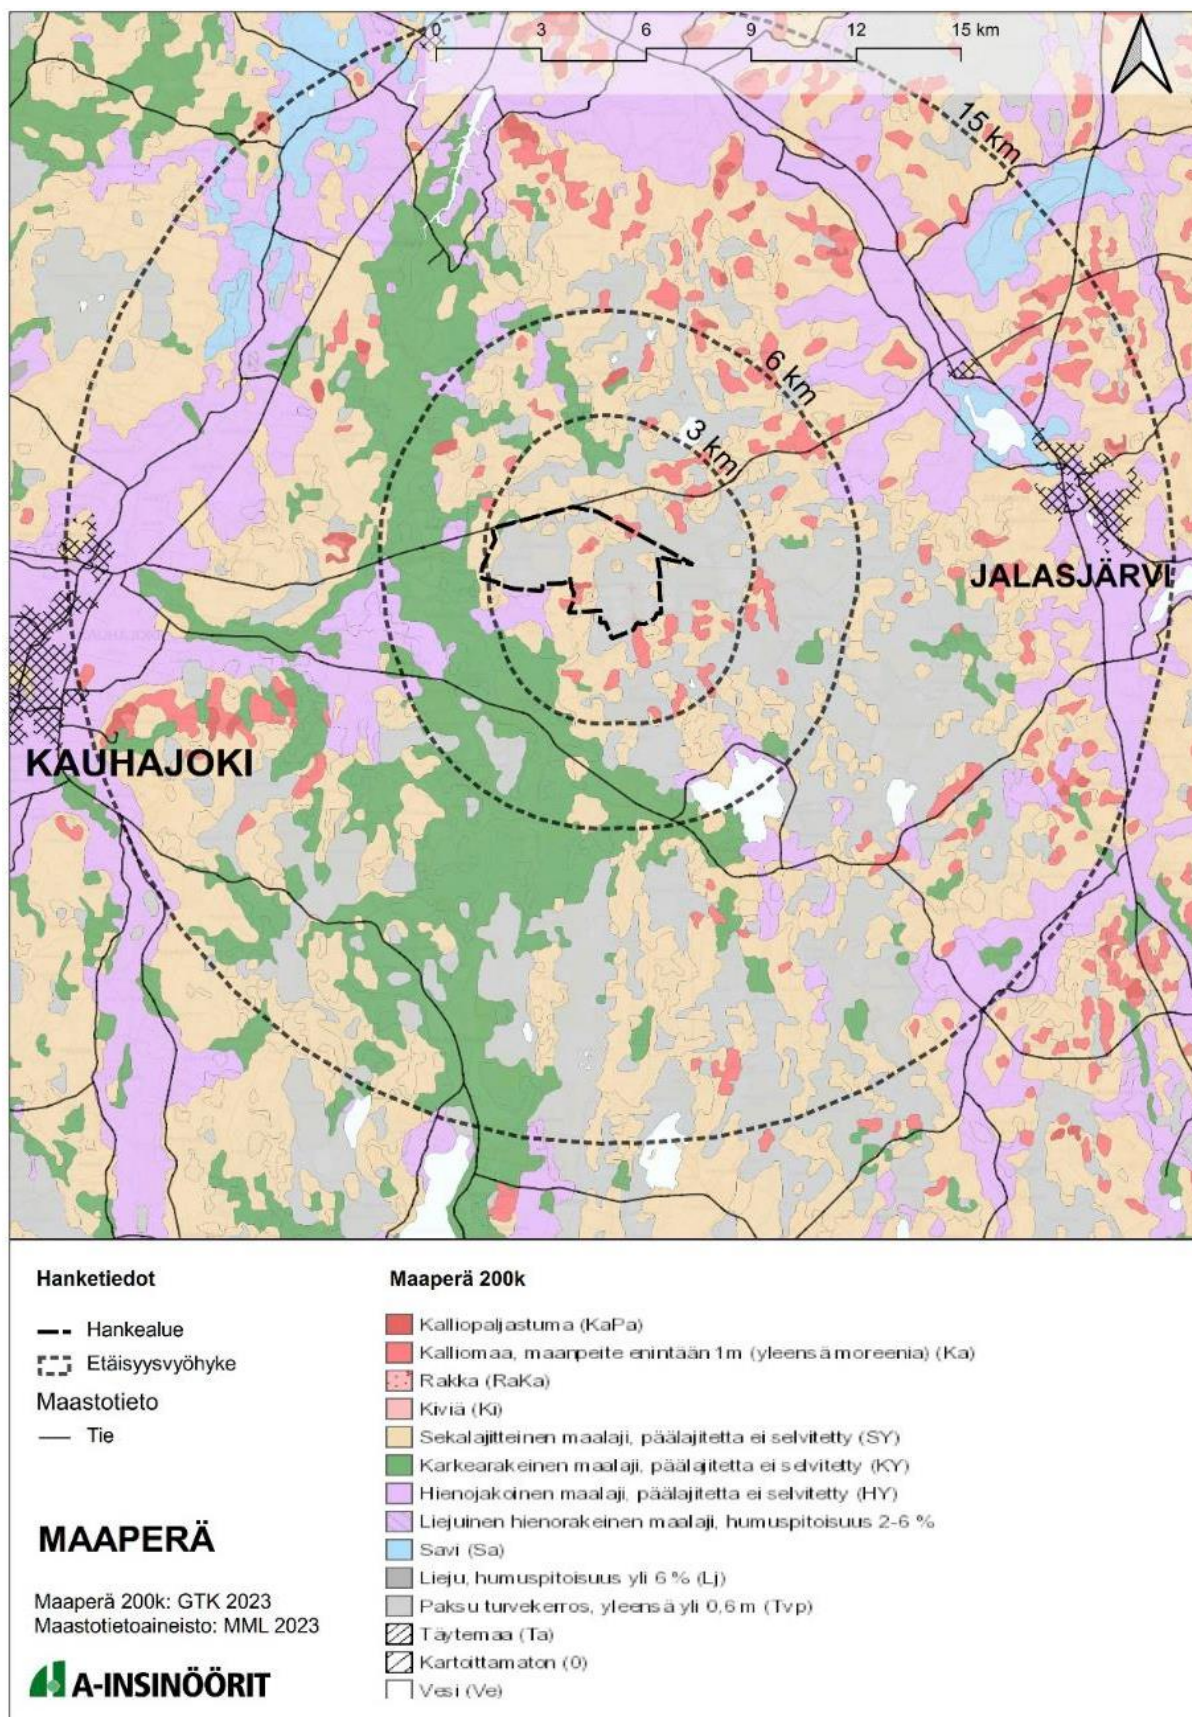 0 3 6 9 12 15 km
15 km
6 km
3 km
JALASJÄRVI
KAUHAJOKI
Hanketiedot
Hankealue
Etäisyysvyöhyke
Maastotieto
Tie
MAAPERÄ
Maaperä 200k: GTK 2023
Maastotietoaineisto: MML 2023
A-INSINÖÖRIT
Maaperä 200k
Kalliopaljastuma (KaPa)
Kalliomaa, maanpeite enintään 1m (yleensä moreenia) (Ka)
Rakka (RaKa)
Kiviä (Ki)
Sekalajitteinen maalaji, päälajitetta ei selvitetty (SY)
Karkearakeinen maalaji, päälajitetta ei selvitetty (KY)
Hienojakoinen maalaji, päälajitetta ei selvitetty (HY)
Liejuinen hienorakeinen maalaji, humuspitoisuus 2-6 %
Savi (Sa)
Lieju, humuspitoisuus yli 6 % (Lj)
Paksu turvekerros, yleensä yli 0,6 m (Tvp)
Täytemaa (Ta)
Kartoittamaton (0)
Vesi (Ve)